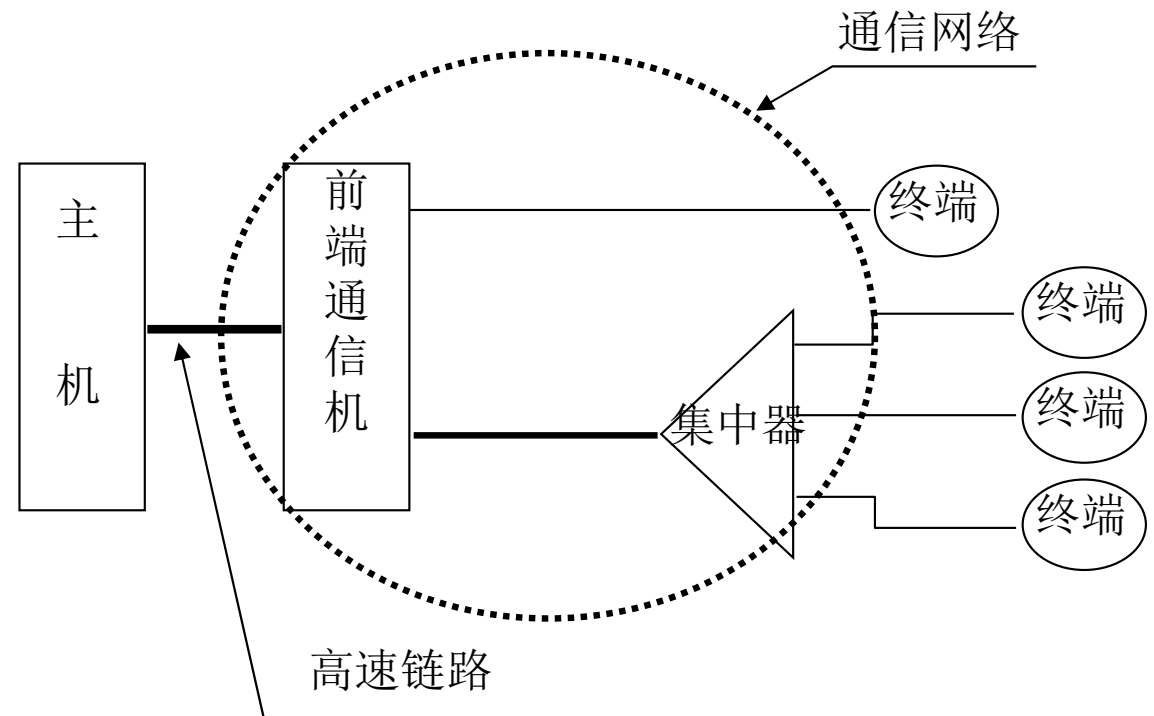 通信网络
主机
前端通信机
终端
终端
集中器
终端
终端
高速链路